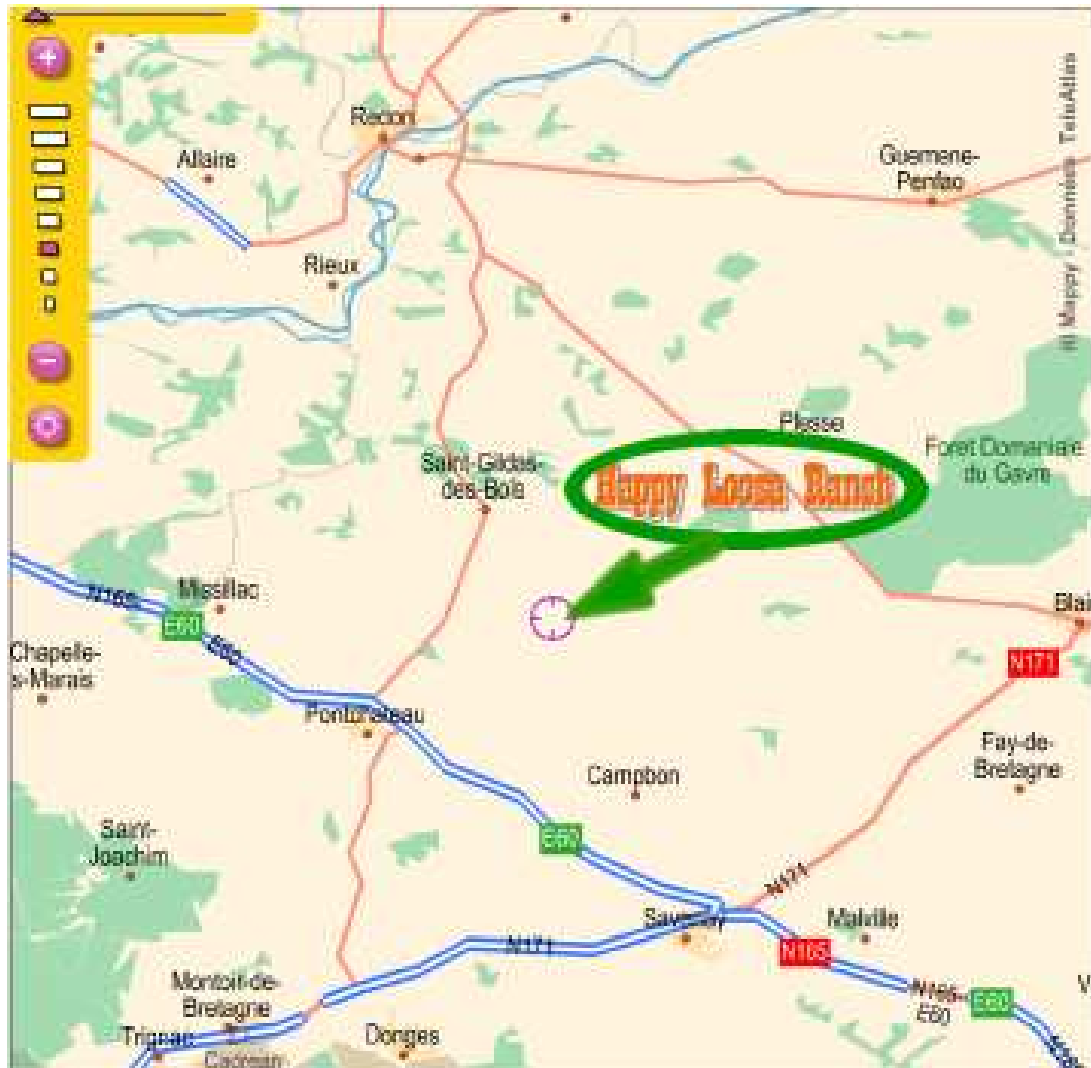 Redon
Allaire
Guemene-
Penfao
Rieux
Plesse
Foret Domaniale
du Gavre
Saint-Gildas-
des-Bois
Happy Loosa Ranch
N165
Missillac
E60
E60
Chapelle-
s-Marais
Blai
N171
Pontchateau
Fay-de-
Bretagne
Campbon
Saint-
Joachim
E60
N171
Savenay
Malville
N171
N165
Montoir-de-
Bretagne
N165-
E60
E60
V
Trignac
Donges
N165
Mappy - Données TeleAtlas